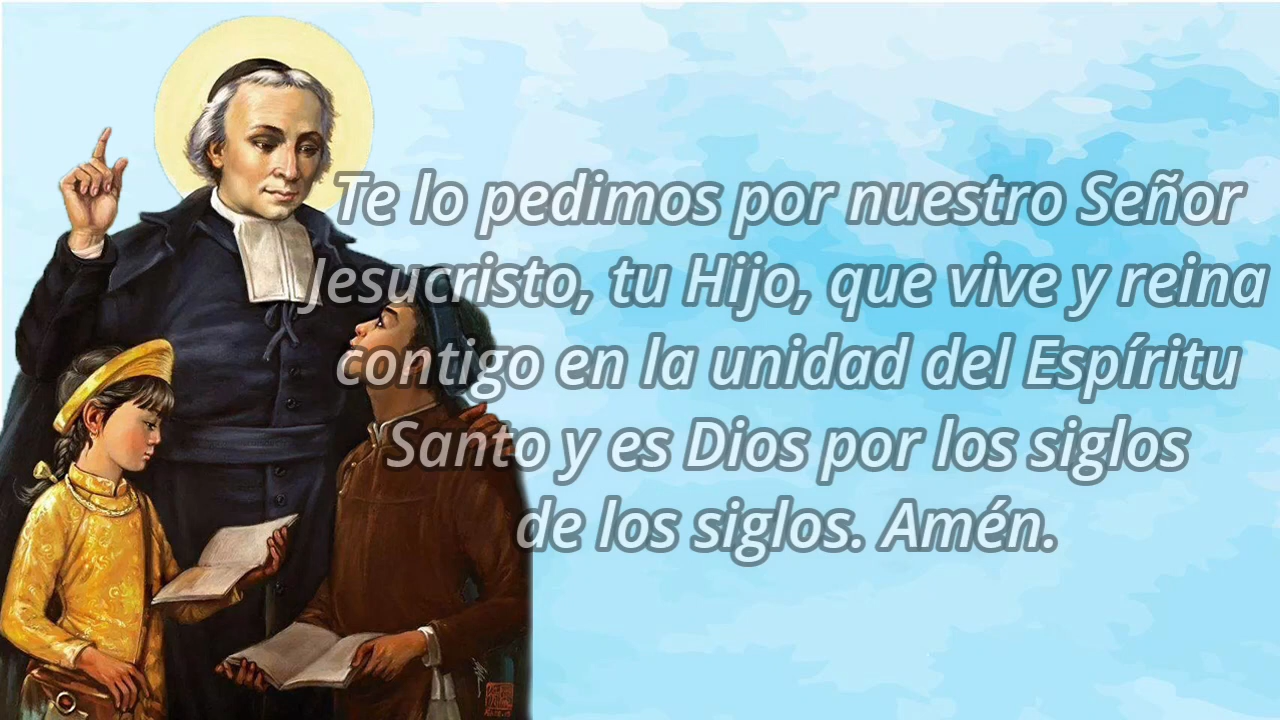 Te lo pedimos por nuestro Señor
Jesucristo, tu Hijo, que vive y reina
contigo en la unidad del Espíritu
Santo y es Dios por los siglos
de los siglos. Amén.